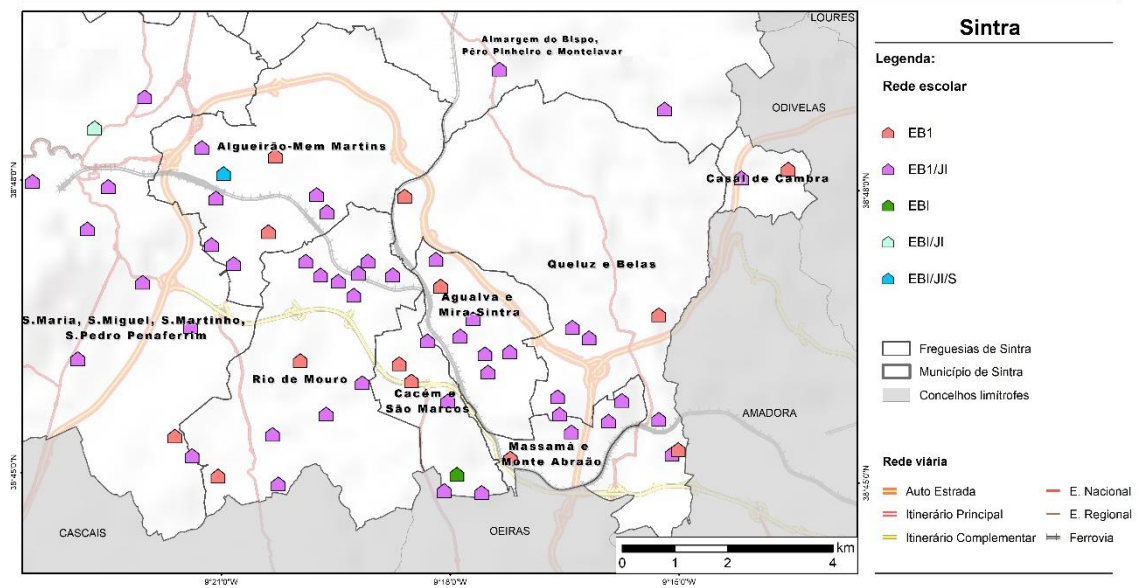 LOURES
Almargem do Bispo,
Pêro Pinheiro e Montelavar
ODIVELAS
Algueirão-Mem Martins
Casal de Cambra
38°48'0"N
38°48'0"N
Queluz e Belas
Agualva e
Mira-Sintra
S.Maria, S.Miguel, S.Martinho,
S.Pedro Penaferrim
Rio de Mouro
Cacém e
São Marcos
AMADORA
Massamá e
Monte Abraão
38°45'0"N
38°45'0"N
CASCAIS
OEIRAS
km
0 1 2 4
9°21'0"W
9°18'0"W
9°15'0"W
Sintra
Legenda:
Rede escolar
EB1
EB1/JI
EBI
EBI/JI
EBI/JI/S
Freguesias de Sintra
Município de Sintra
Concelhos limítrofes
Rede viária
Auto Estrada
E. Nacional
Itinerário Principal
E. Regional
Itinerário Complementar
Ferrovia